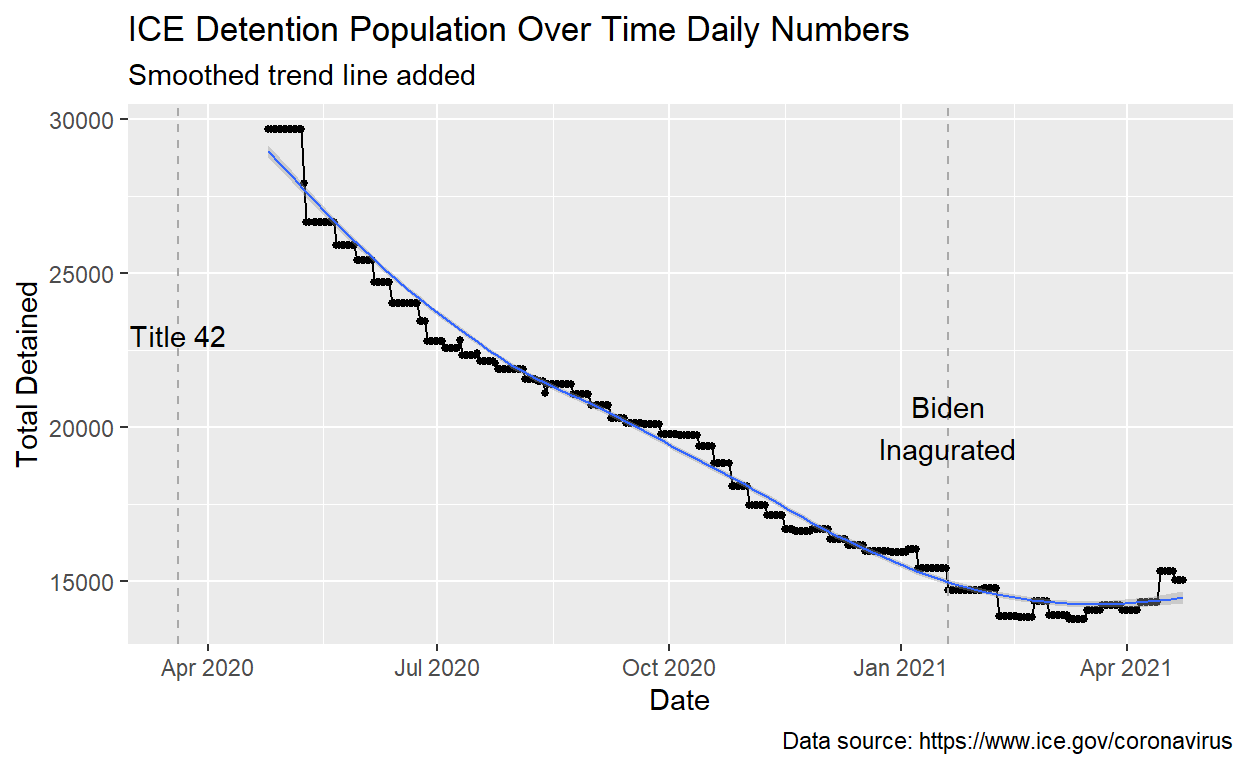 ICE Detention Population Over Time Daily Numbers
Smoothed trend line added
30000
25000
20000
15000
Total Detained
Title 42
Biden
Inagurated
Apr 2020
Jul 2020
Oct 2020
Jan 2021
Apr 2021
Date
Data source: https://www.ice.gov/coronavirus